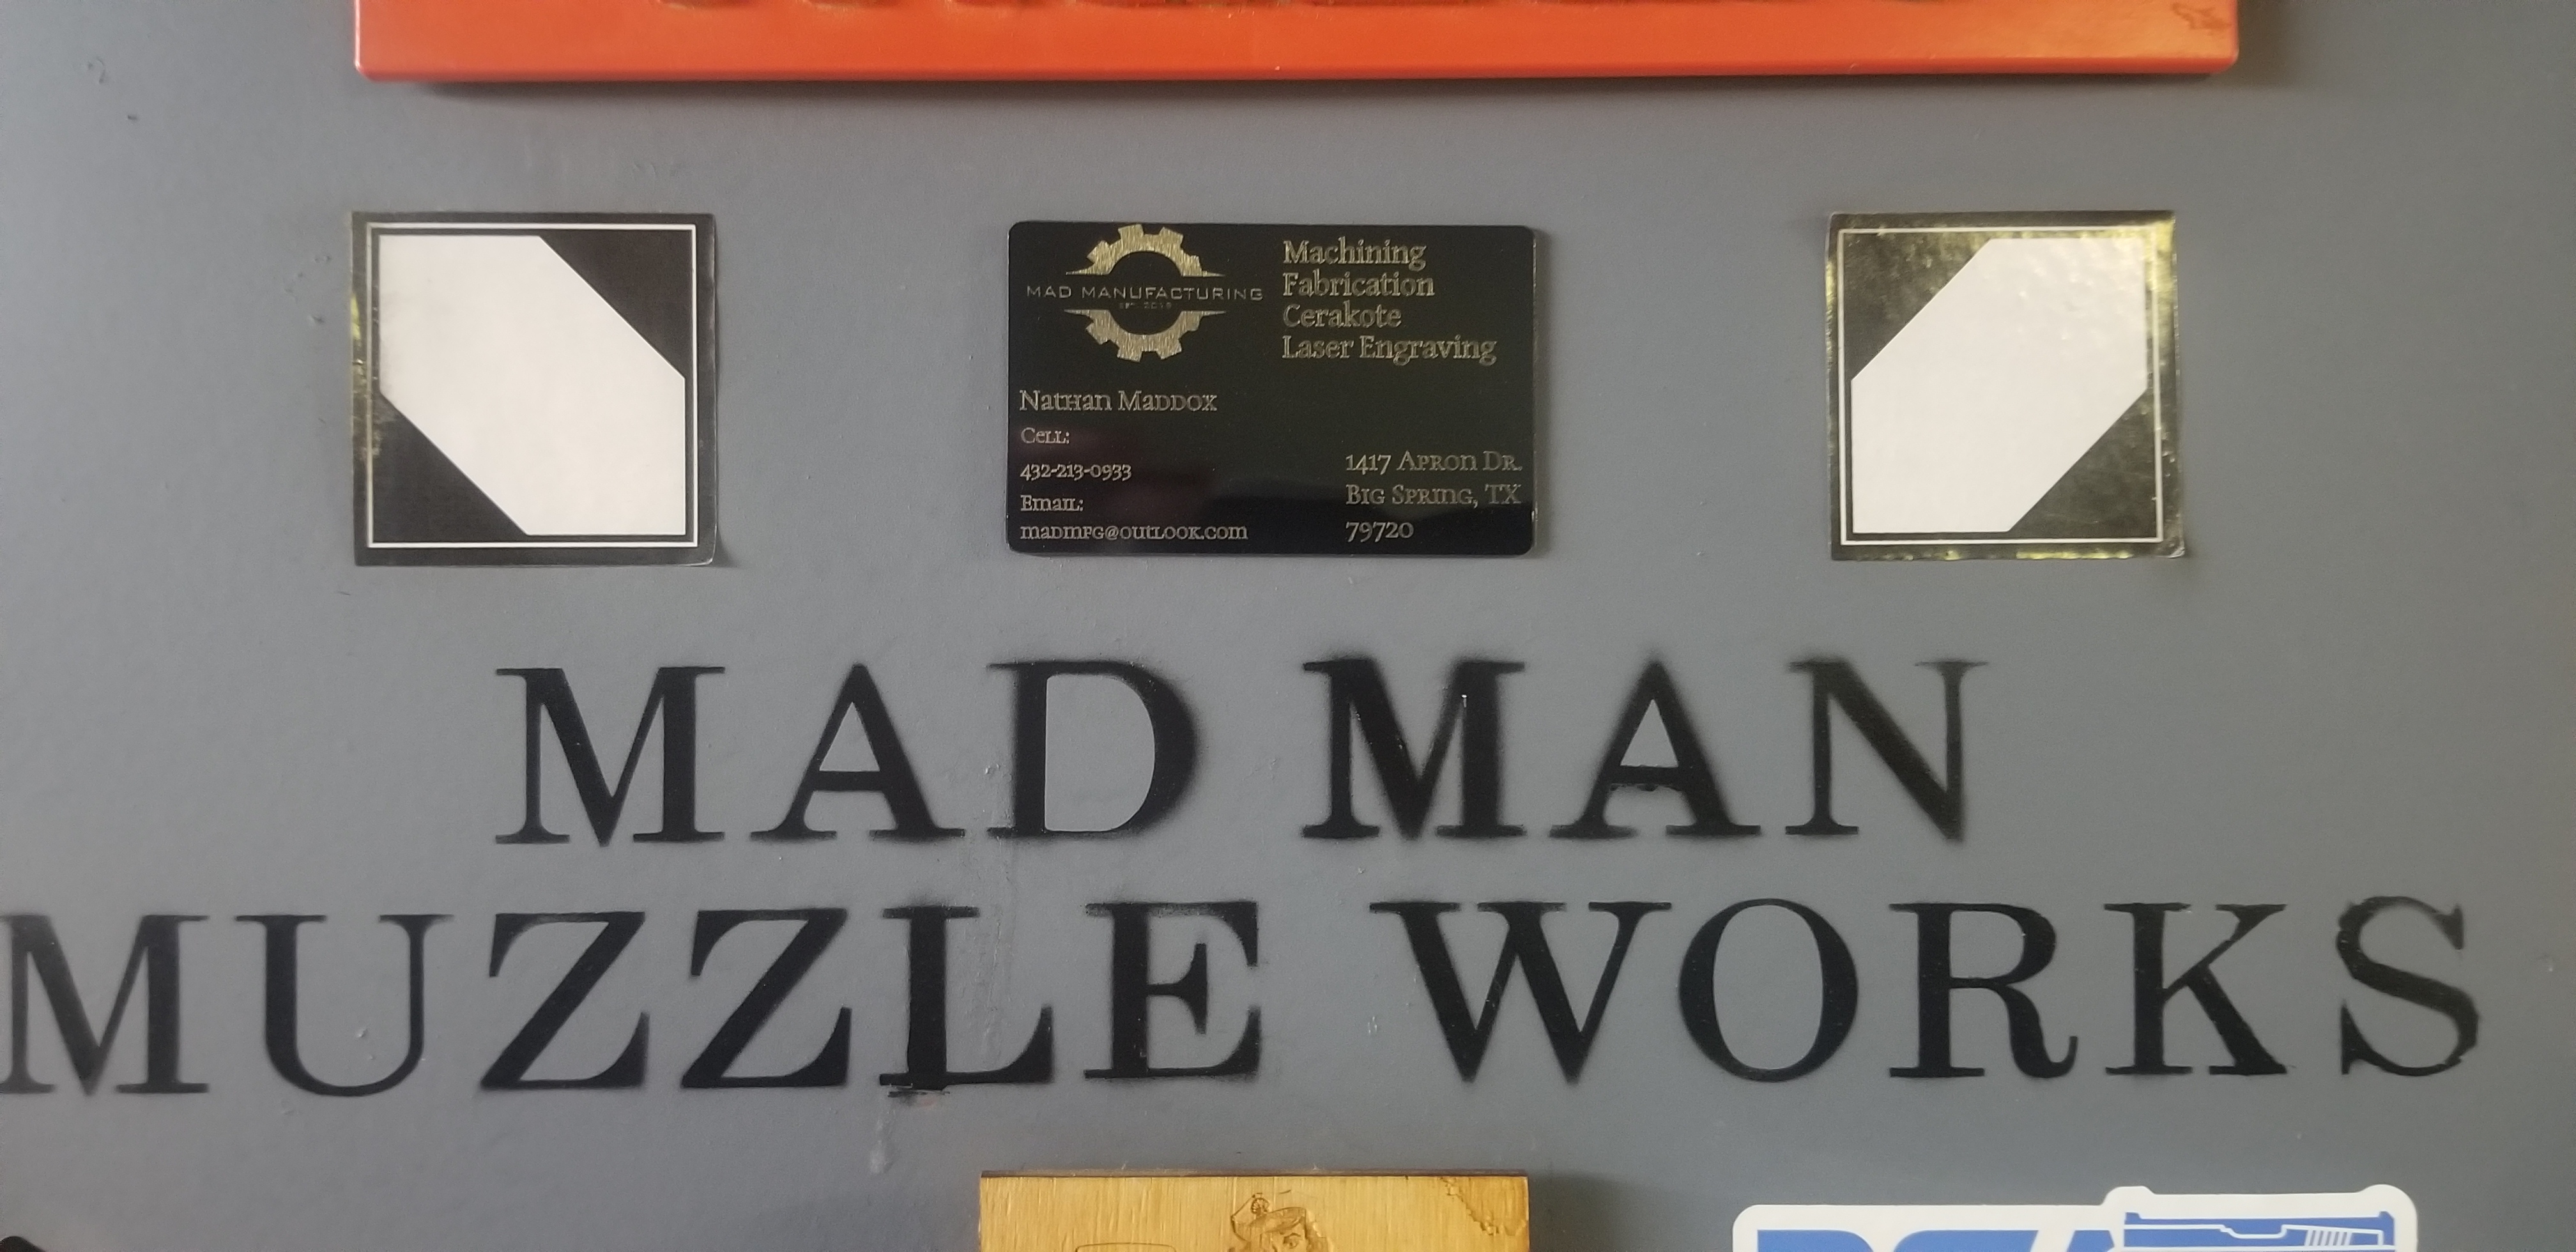 MAD MANUFACTURING
Machining
Fabrication
Cerakote
Laser Engraving
Nathan Maddox
Cell:
432-213-0933
Email:
madmfg@outlook.com
1417 Apron Dr.
Big Spring, TX
79720
MAD MAN
MUZZLE WORKS